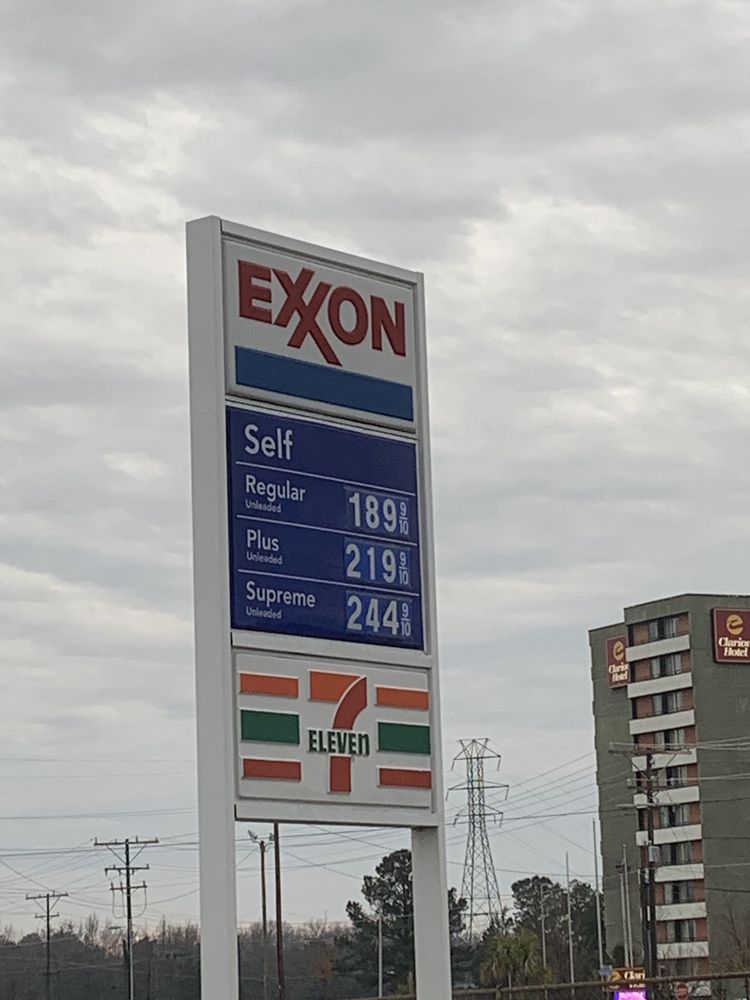 EXXON
Self
Regular
Unleaded
189 9/10
Plus
Unleaded
219 9/10
Supreme
Unleaded
244 9/10
7
ELEVEn
Clarion
Hotel